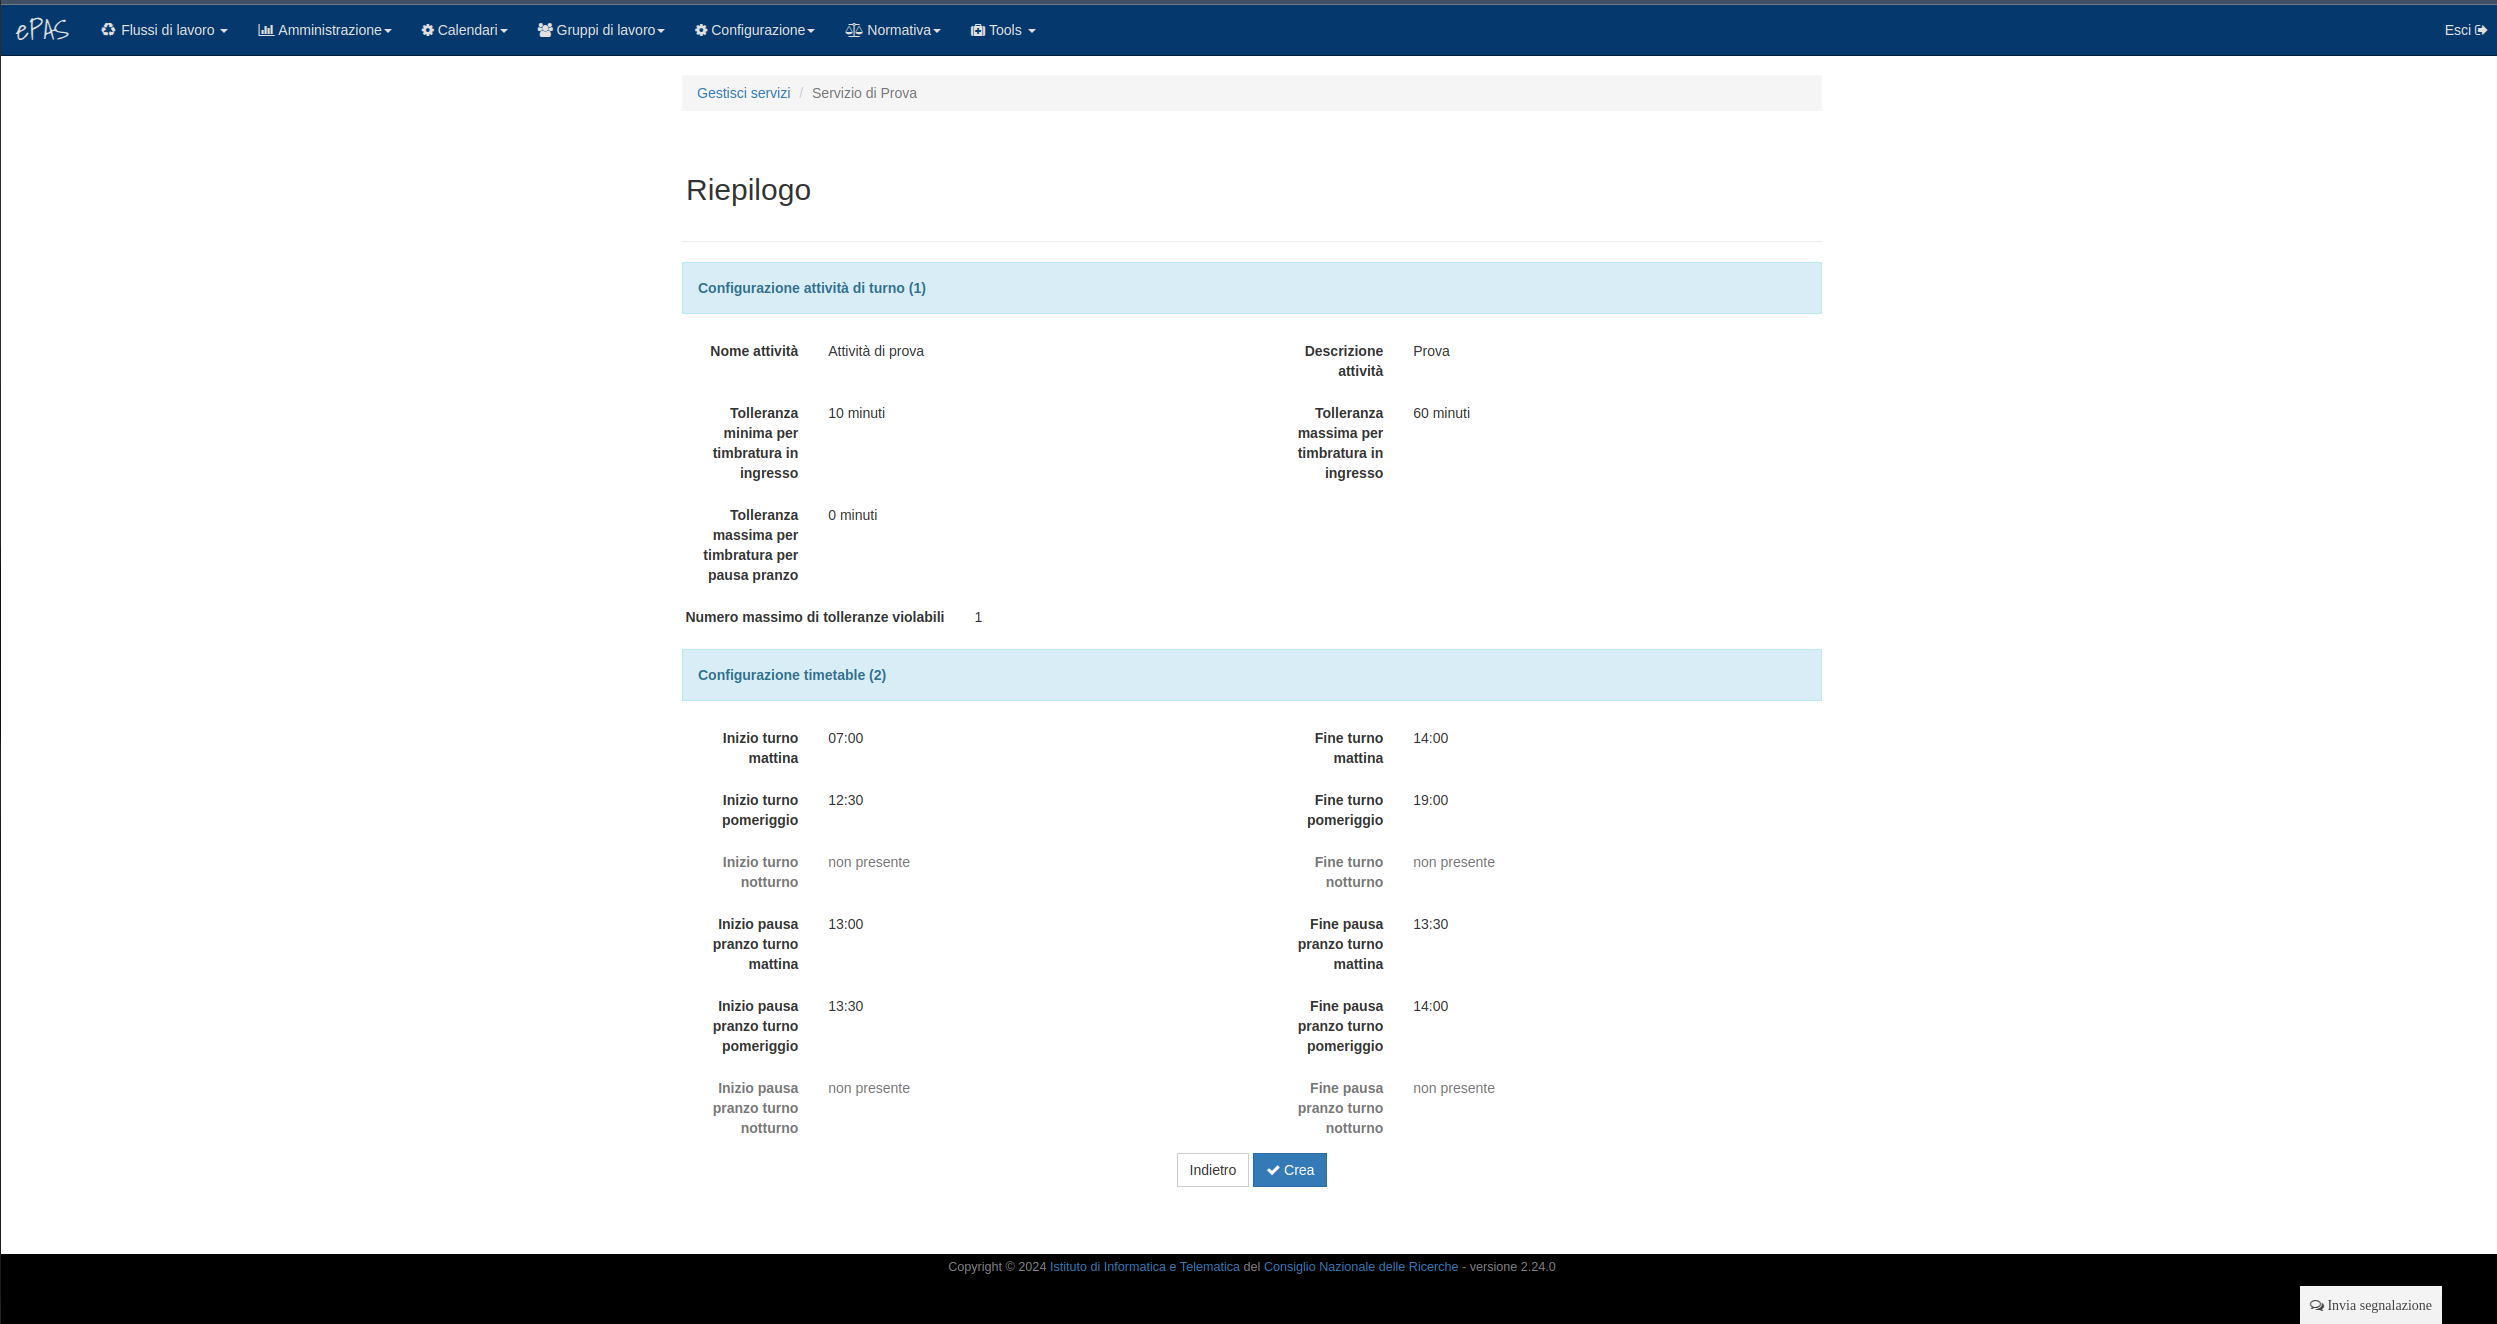 ePAS Flussi di lavoro Amministrazione Calendari Gruppi di lavoro Configurazione Normativa Tools Esci
Gestisci servizi / Servizio di Prova
Riepilogo
Configurazione attività di turno (1)
Nome attività Attività di prova
Descrizione
attività
Prova
Tolleranza
minima per
timbratura in
ingresso
10 minuti
Tolleranza
massima per
timbratura in
ingresso
60 minuti
Tolleranza
massima per
timbratura per
pausa pranzo
0 minuti
Numero massimo di tolleranze violabili 1
Configurazione timetable (2)
Inizio turno
mattina
07:00
Fine turno
mattina
14:00
Inizio turno
pomeriggio
12:30
Fine turno
pomeriggio
19:00
Inizio turno
notturno
non presente
Fine turno
notturno
non presente
Inizio pausa
pranzo turno
mattina
13:00
Fine pausa
pranzo turno
mattina
13:30
Inizio pausa
pranzo turno
pomeriggio
13:30
Fine pausa
pranzo turno
pomeriggio
14:00
Inizio pausa
pranzo turno
notturno
non presente
Fine pausa
pranzo turno
notturno
non presente
Indietro Crea
Copyright © 2024 Istituto di Informatica e Telematica del Consiglio Nazionale delle Ricerche - versione 2.24.0
Invia segnalazione